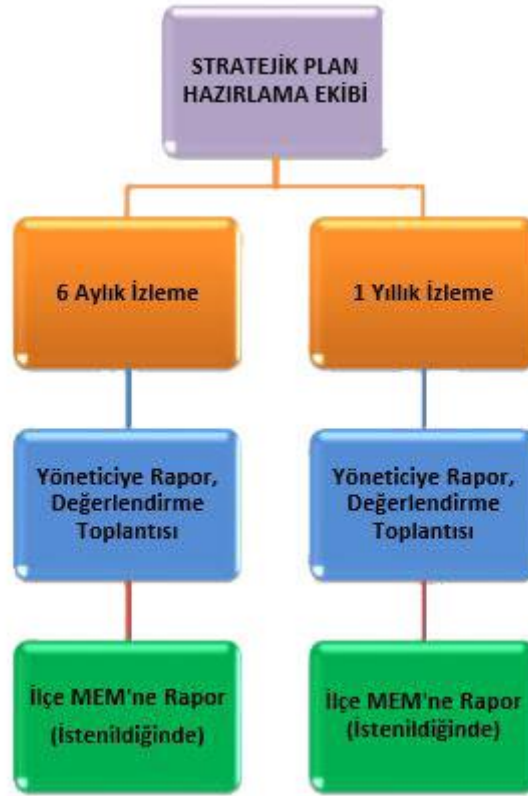 STRATEJİK PLAN
HAZIRLAMA EKİBİ
6 Aylık İzleme
1 Yıllık İzleme
Yöneticiye Rapor,
Değerlendirme
Toplantısı
Yöneticiye Rapor,
Değerlendirme
Toplantısı
İlçe MEM'ne Rapor
(İstenildiğinde)
İlçe MEM'ne Rapor
(İstenildiğinde)